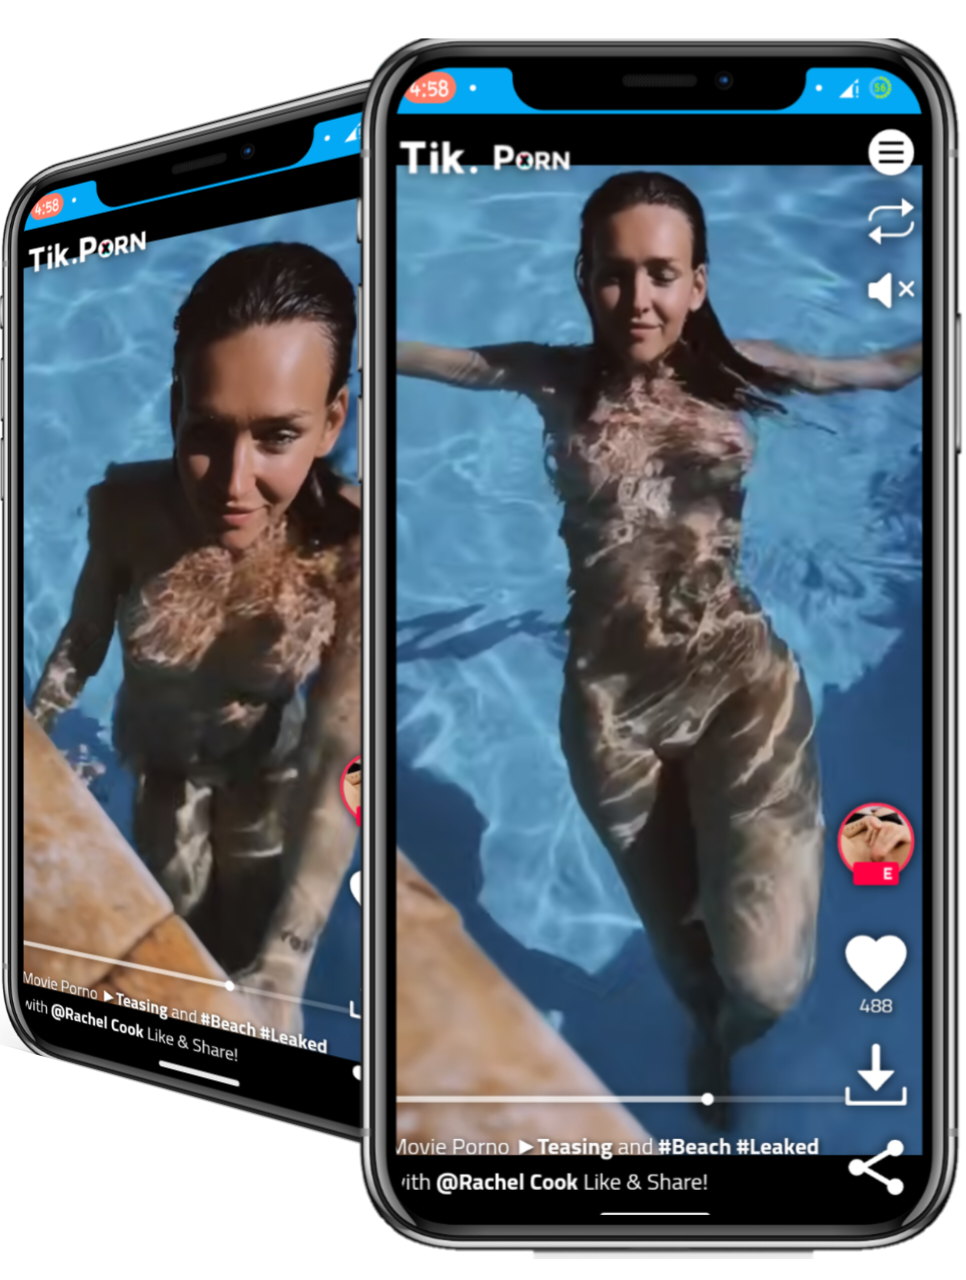 4:58
Tik.PORN
Movie Porno ▶Teasing and #Beach #Leaked
with @Rachel Cook Like & Share!
4:58
56
Tik. PORN
E
488
Movie Porno ▶Teasing and #Beach #Leaked
with @Rachel Cook Like & Share!